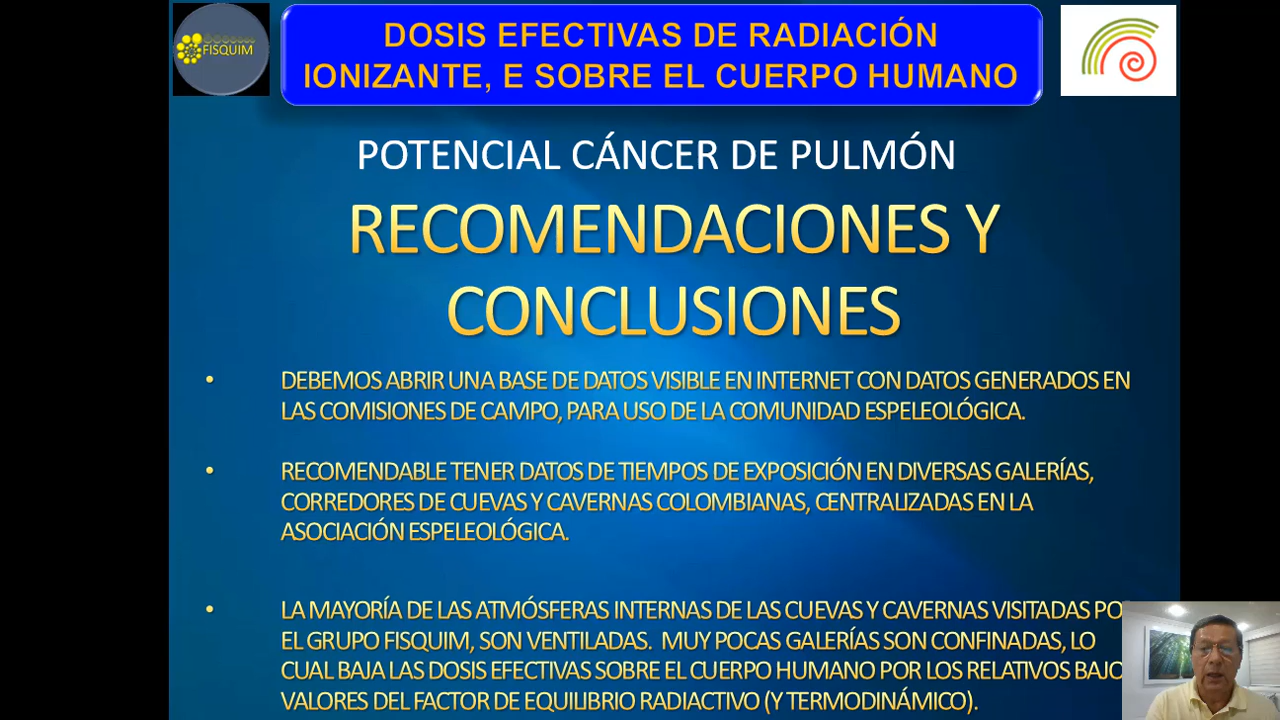 FISQUIM
DOSIS EFECTIVAS DE RADIACIÓN
IONIZANTE, E SOBRE EL CUERPO HUMANO
POTENCIAL CÁNCER DE PULMÓN
RECOMENDACIONES Y
CONCLUSIONES
• DEBEMOS ABRIR UNA BASE DE DATOS VISIBLE EN INTERNET CON DATOS GENERADOS EN
LAS COMISIONES DE CAMPO, PARA USO DE LA COMUNIDAD ESPELEOLÓGICA.
• RECOMENDABLE TENER DATOS DE TIEMPOS DE EXPOSICIÓN EN DIVERSAS GALERÍAS,
CORREDORES DE CUEVAS Y CAVERNAS COLOMBIANAS, CENTRALIZADAS EN LA
ASOCIACIÓN ESPELEOLÓGICA.
• LA MAYORÍA DE LAS ATMÓSFERAS INTERNAS DE LAS CUEVAS Y CAVERNAS VISITADAS PO
EL GRUPO FISQUIM, SON VENTILADAS. MUY POCAS GALERÍAS SON CONFINADAS, LO
CUAL BAJA LAS DOSIS EFECTIVAS SOBRE EL CUERPO HUMANO POR LOS RELATIVOS BAJO
VALORES DEL FACTOR DE EQUILIBRIO RADIACTIVO (Y TERMODINÁMICO).